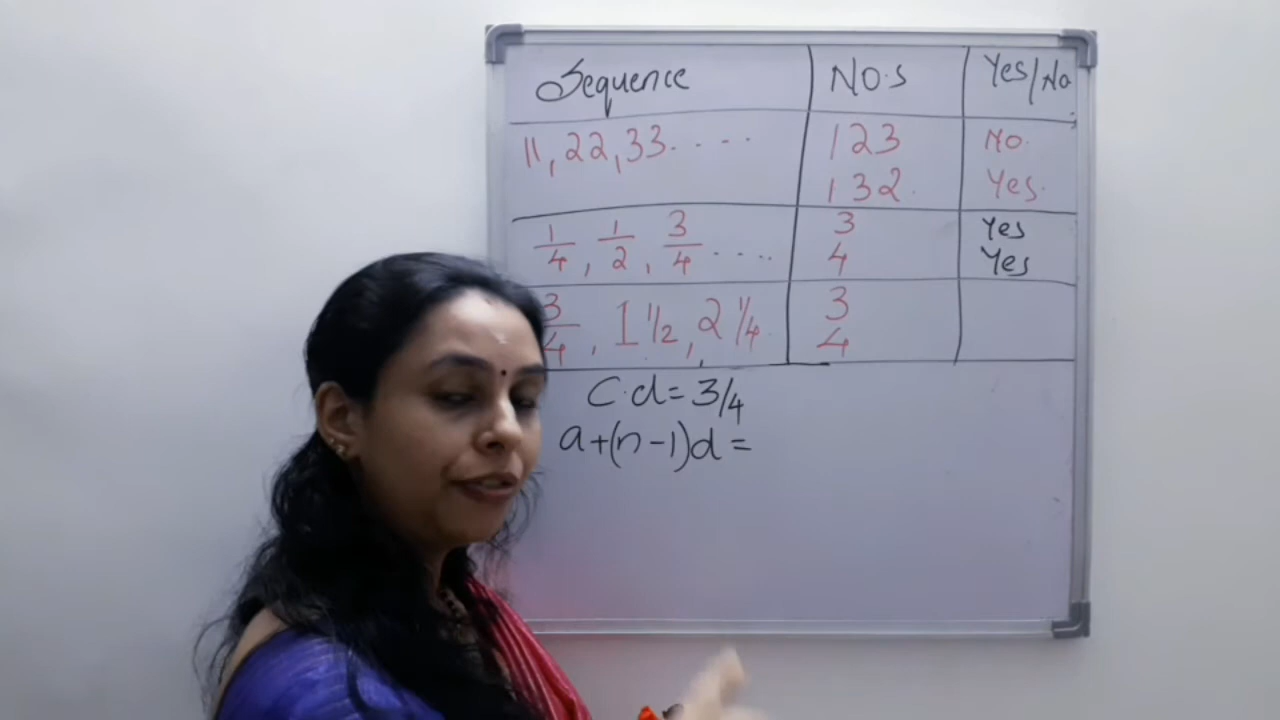 Sequence NO.S Yes/No
11, 22, 33..... 123 No.
132. Yes.
1/4, 1/2, 3/4 ..... 3 Yes
4 Yes
3/4, 1 1/2, 2 1/4. 3
4
C.d = 3/4
a+(n-1)d =